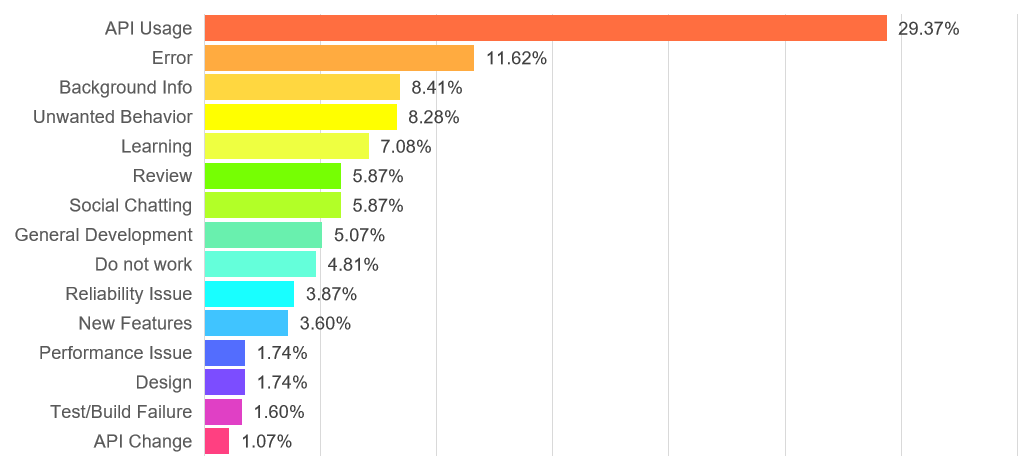 API Usage 29.37%
Error 11.62%
Background Info 8.41%
Unwanted Behavior 8.28%
Learning 7.08%
Review 5.87%
Social Chatting 5.87%
General Development 5.07%
Do not work 4.81%
Reliability Issue 3.87%
New Features 3.60%
Performance Issue 1.74%
Design 1.74%
Test/Build Failure 1.60%
API Change 1.07%